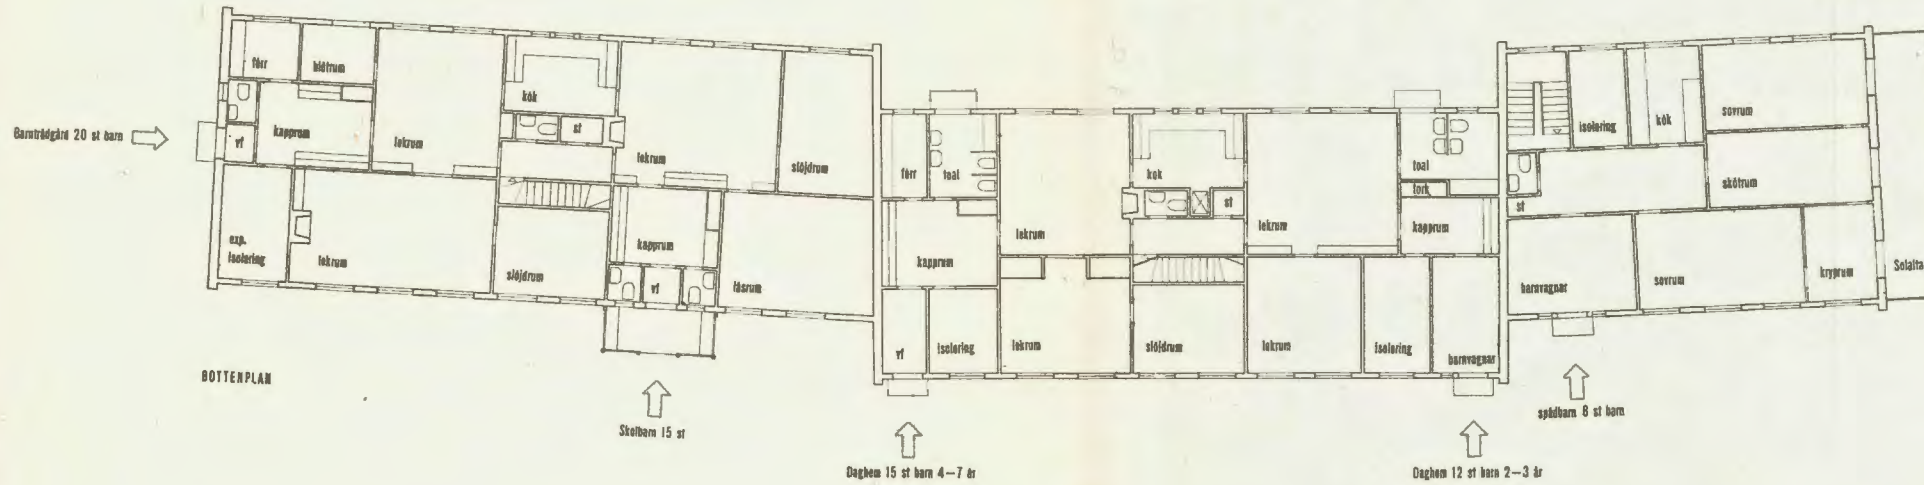 Barnträdgård 20 st barn
förr
blötrum
kapprum
vf
lekrum
kök
st
lekrum
slöjdrum
exp.
isolering
lekrum
slöjdrum
kapprum
vf
läsrum
förr
toal
lekrum
kök
st
lekrum
toal
tork
kapprum
kapprum
vf
isolering
lekrum
slöjdrum
lekrum
isolering
barnvagnar
isolering
kök
sovrum
skötrum
st
barnvagnar
sovrum
kryprum
Solalta
BOTTENPLAN
Skolbarn 15 st
Daghem 15 st barn 4–7 år
Daghem 12 st barn 2–3 år
spädbarn 8 st barn